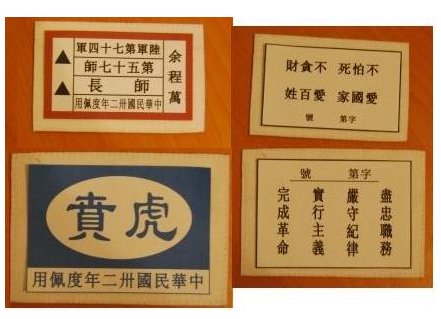 余程萬
陸軍第七十四軍
第五十七師
師長
中華民國卅二年度佩用
不怕死 不貪財
愛國家 愛百姓
字第 號
虎賁
中華民國卅二年度佩用
字第 號
盡忠職務
嚴守紀律
實行主義
完成革命